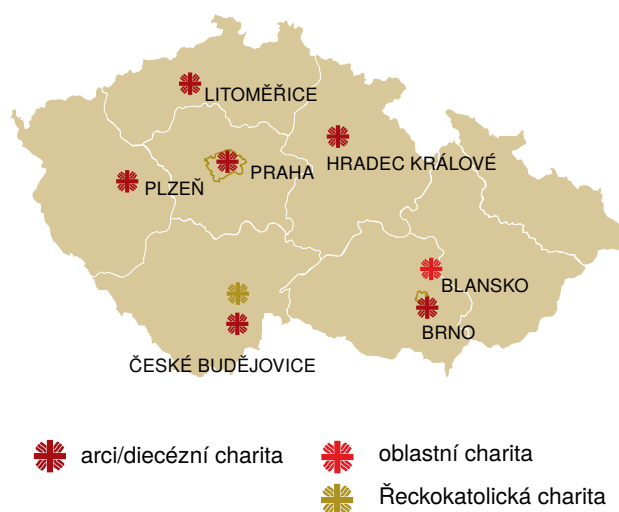 LITOMĚŘICE
HRADEC KRÁLOVÉ
PRAHA
PLZEŇ
BLANSKO
BRNO
ČESKÉ BUDĚJOVICE
arci/diecézní charita
oblastní charita
Řeckokatolická charita